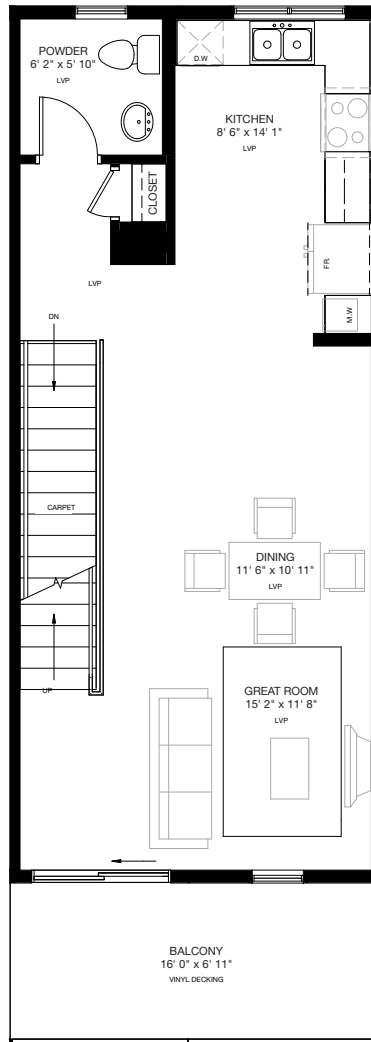 POWDER
6' 2" x 5' 10"
LVP
D.W
KITCHEN
8' 6" x 14' 1"
LVP
CLOSET
LVP
FR.
M.W
DN
CARPET
UP
DINING
11' 6" x 10' 11"
LVP
GREAT ROOM
15' 2" x 11' 8"
LVP
BALCONY
16' 0" x 6' 11"
VINYL DECKING